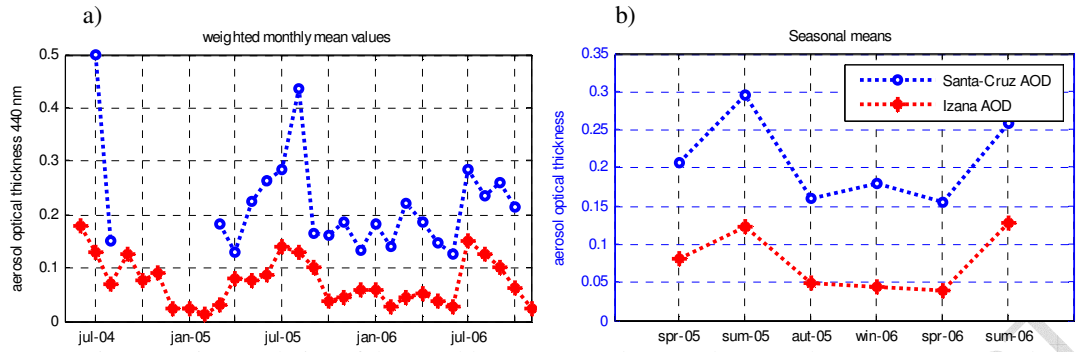 a)
weighted monthly mean values
aerosol optical thickness 440 nm
0.5
0.4
0.3
0.2
0.1
0
jul-04
jan-05
jul-05
jan-06
jul-06
b)
Seasonal means
aerosol optical thickness
0.35
0.3
0.25
0.2
0.15
0.1
0.05
0
Santa-Cruz AOD
Izana AOD
spr-05
sum-05
aut-05
win-06
spr-06
sum-06